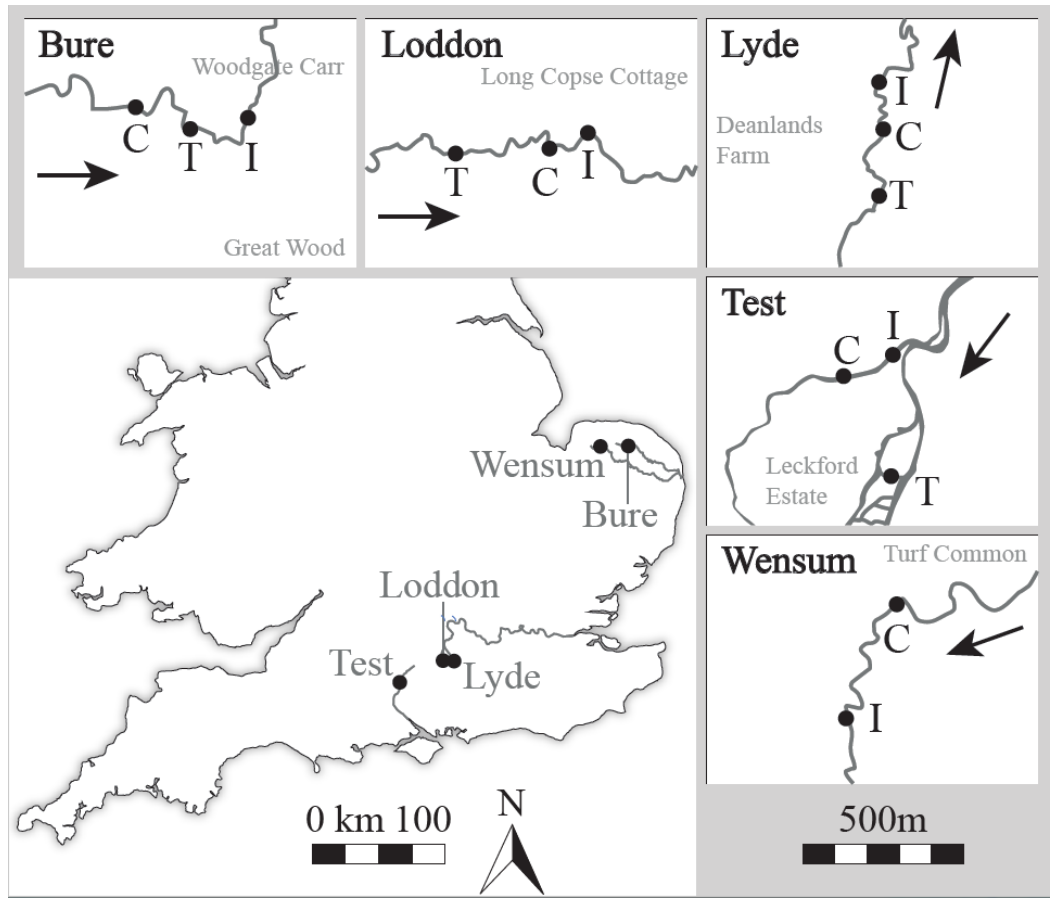 Bure
Woodgate Carr
C
T
I
Great Wood
Loddon
Long Copse Cottage
T
C
I
Lyde
I
Deanlands
Farm
C
T
Test
I
C
Leckford
Estate
T
Wensum
Turf Common
C
I
500m
Wensum
Bure
Loddon
Test
Lyde
0 km 100
N